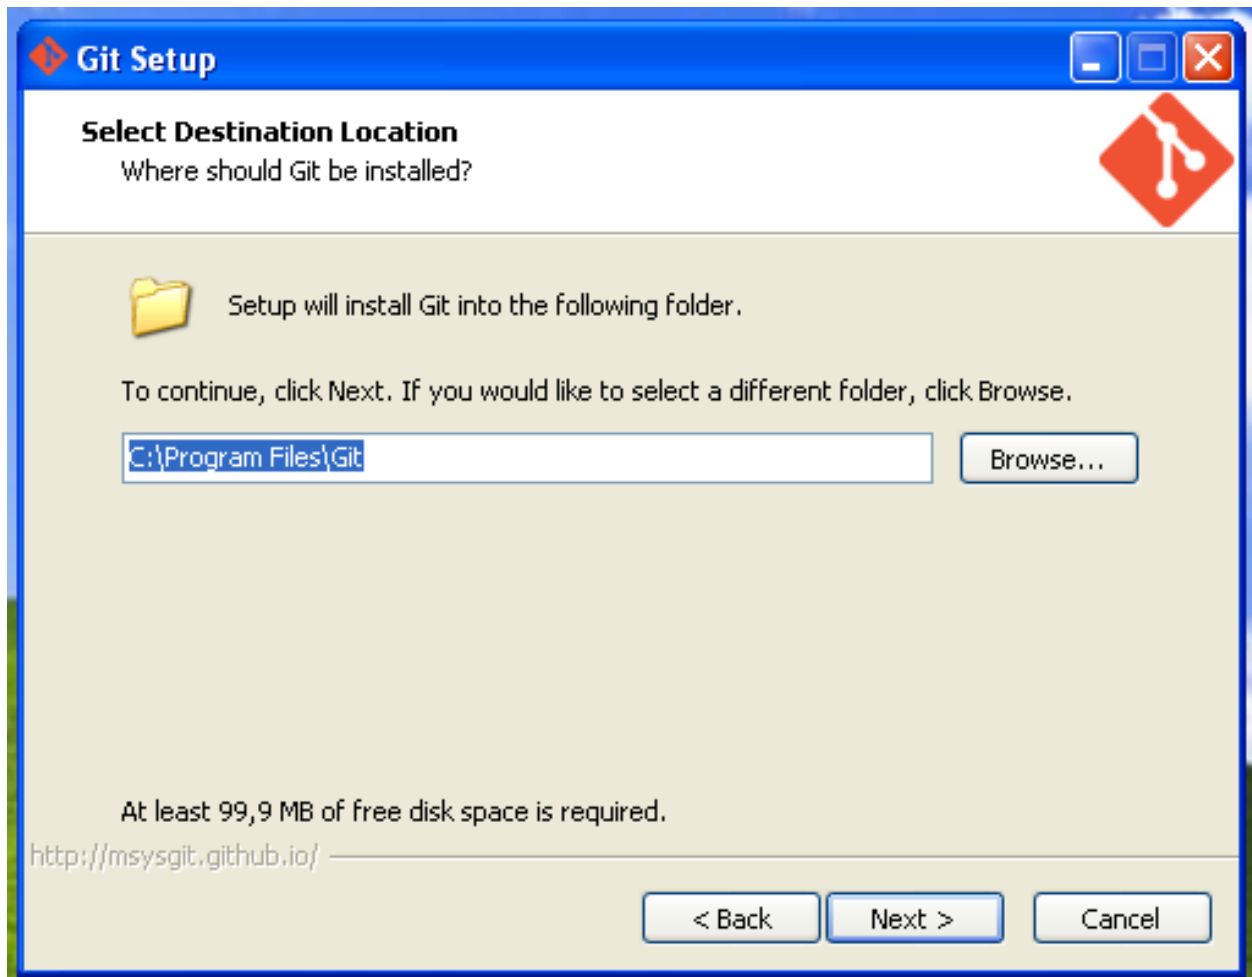 Git Setup
Select Destination Location
Where should Git be installed?
Setup will install Git into the following folder.
To continue, click Next. If you would like to select a different folder, click Browse.
C:\Program Files\Git
Browse...
At least 99,9 MB of free disk space is required.
http://msysgit.github.io/
< Back
Next >
Cancel